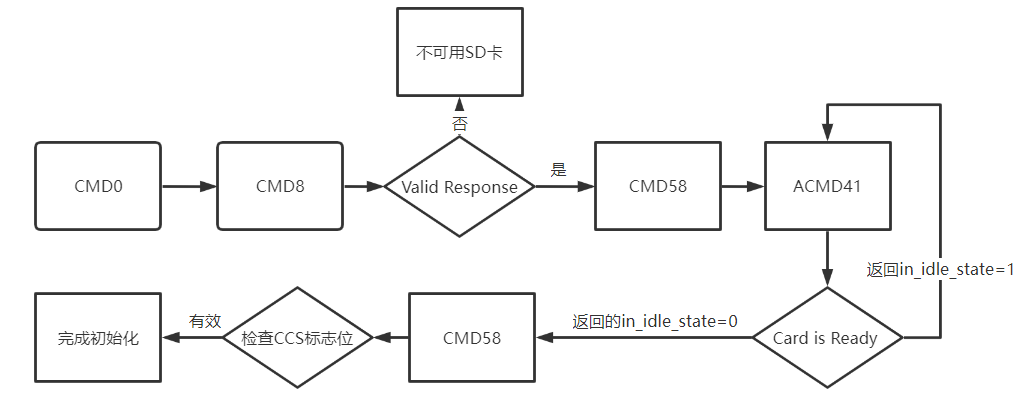 不可用SD卡
否
CMD0
CMD8
Valid Response
是
CMD58
ACMD41
返回in_idle_state=1
完成初始化
有效
检查CCS标志位
CMD58
返回的in_idle_state=0
Card is Ready